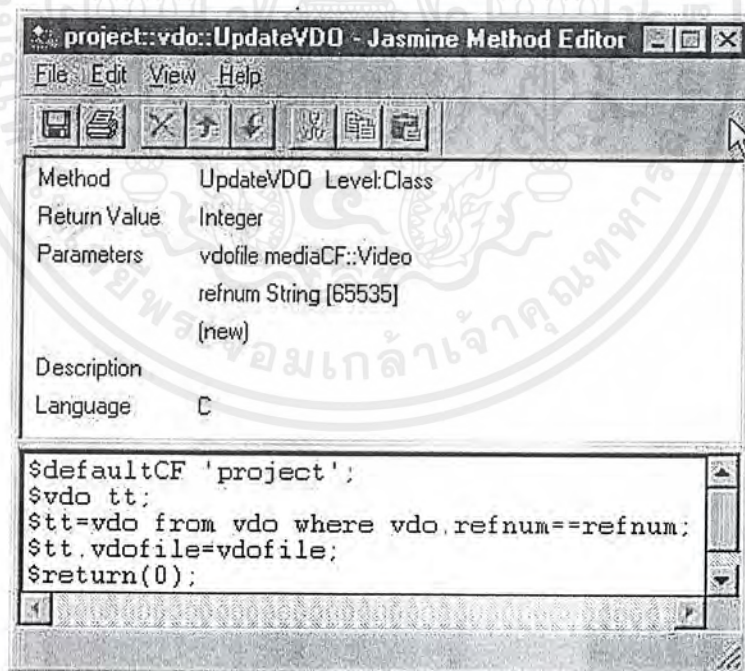 project::vdo::UpdateVDO - Jasmine Method Editor
File Edit View Help
Method UpdateVDO Level:Class
Return Value Integer
Parameters vdofile mediaCF::Video
refnum String [65535]
(new)
Description
Language C
$defaultCF 'project';
$vdo tt;
$tt=vdo from vdo where vdo.refnum==refnum;
$tt.vdofile=vdofile;
$return(0);